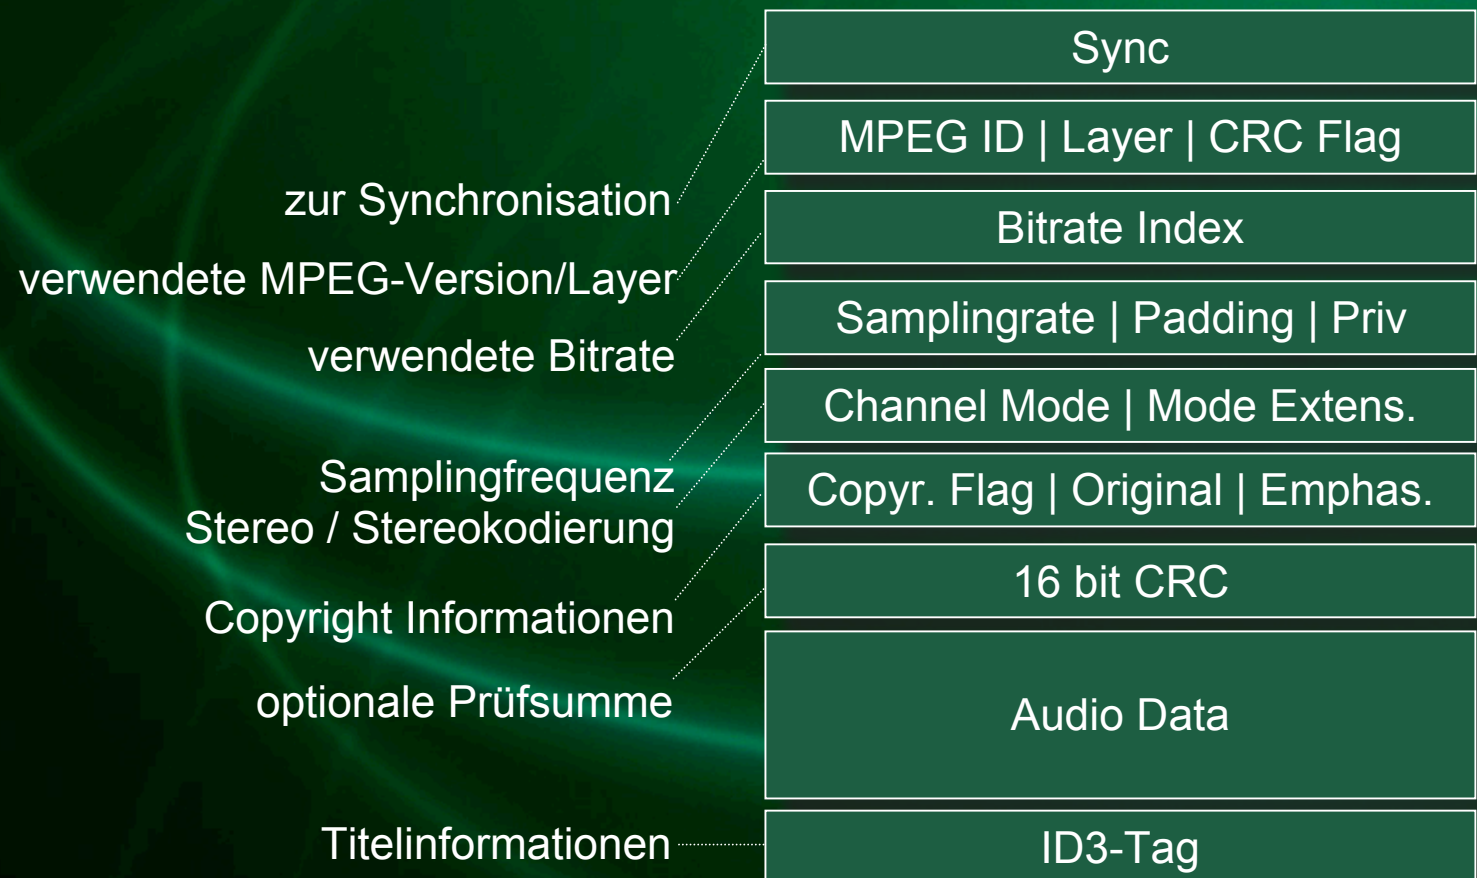 Sync
MPEG ID | Layer | CRC Flag
zur Synchronisation
Bitrate Index
verwendete MPEG-Version/Layer
Samplingrate | Padding | Priv
verwendete Bitrate
Channel Mode | Mode Extens.
Samplingfrequenz
Copyr. Flag | Original | Emphas.
Stereo / Stereokodierung
16 bit CRC
Copyright Informationen
optionale Prüfsumme
Audio Data
Titelinformationen
ID3-Tag